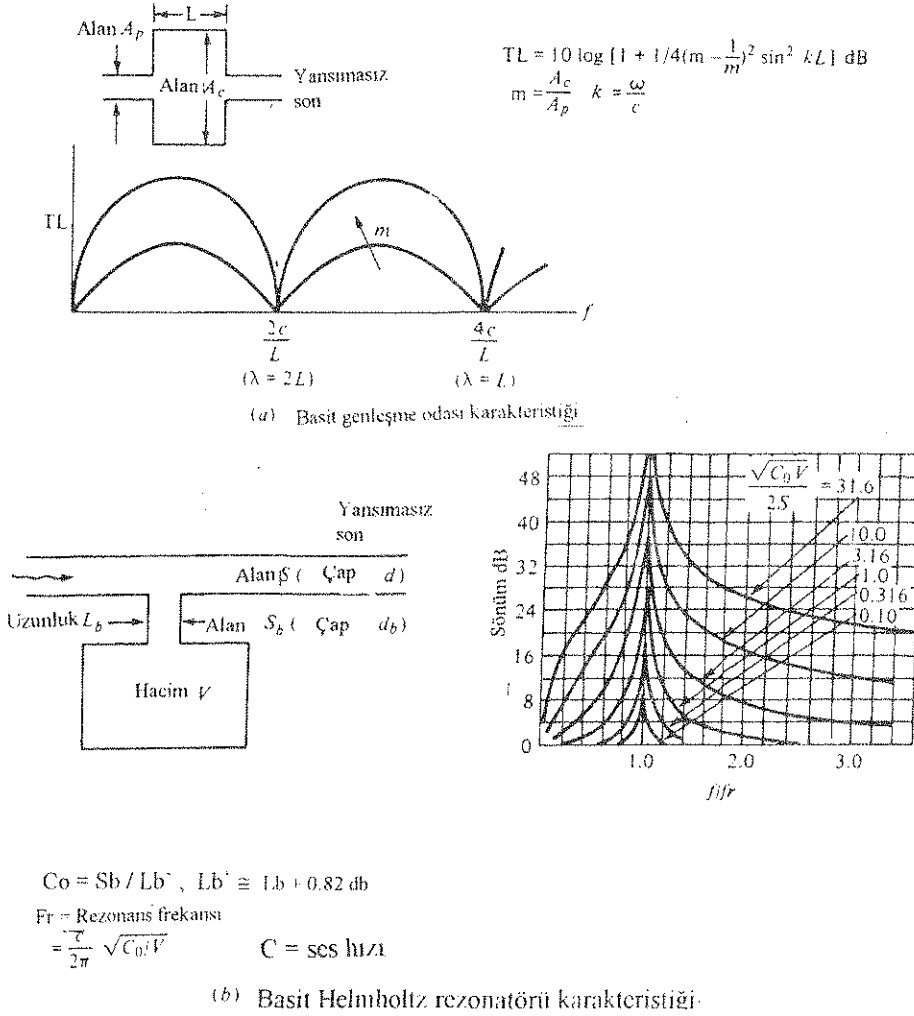 L
Alan A_p
Alan A_c
Yansımasız
son
TL = 10 log [1 + 1/4(m - 1/m)² sin² kL] dB
m = A_c/A_p k = ω/c
TL
m
f
2c/L
4c/L
(λ = 2L)
(λ = L)
(a) Basit genleşme odası karakteristiği
Yansımasız
son
Alan S ( Çap d)
Uzunluk L_b
Alan S_b ( Çap d_b)
Hacim V
√C₀ V / 2S = 31.6
10.0
3.16
1.0
0.316
0.10
Sönüm dB
48
40
32
24
16
8
0
1.0
2.0
3.0
f/fr
Co = Sb / Lb` , Lb` ≅ Lb + 0.82 db
Fr = Rezonans frekansı
= c/2π √C₀/V C = ses hızı
(b) Basit Helmholtz rezonatörü karakteristiği